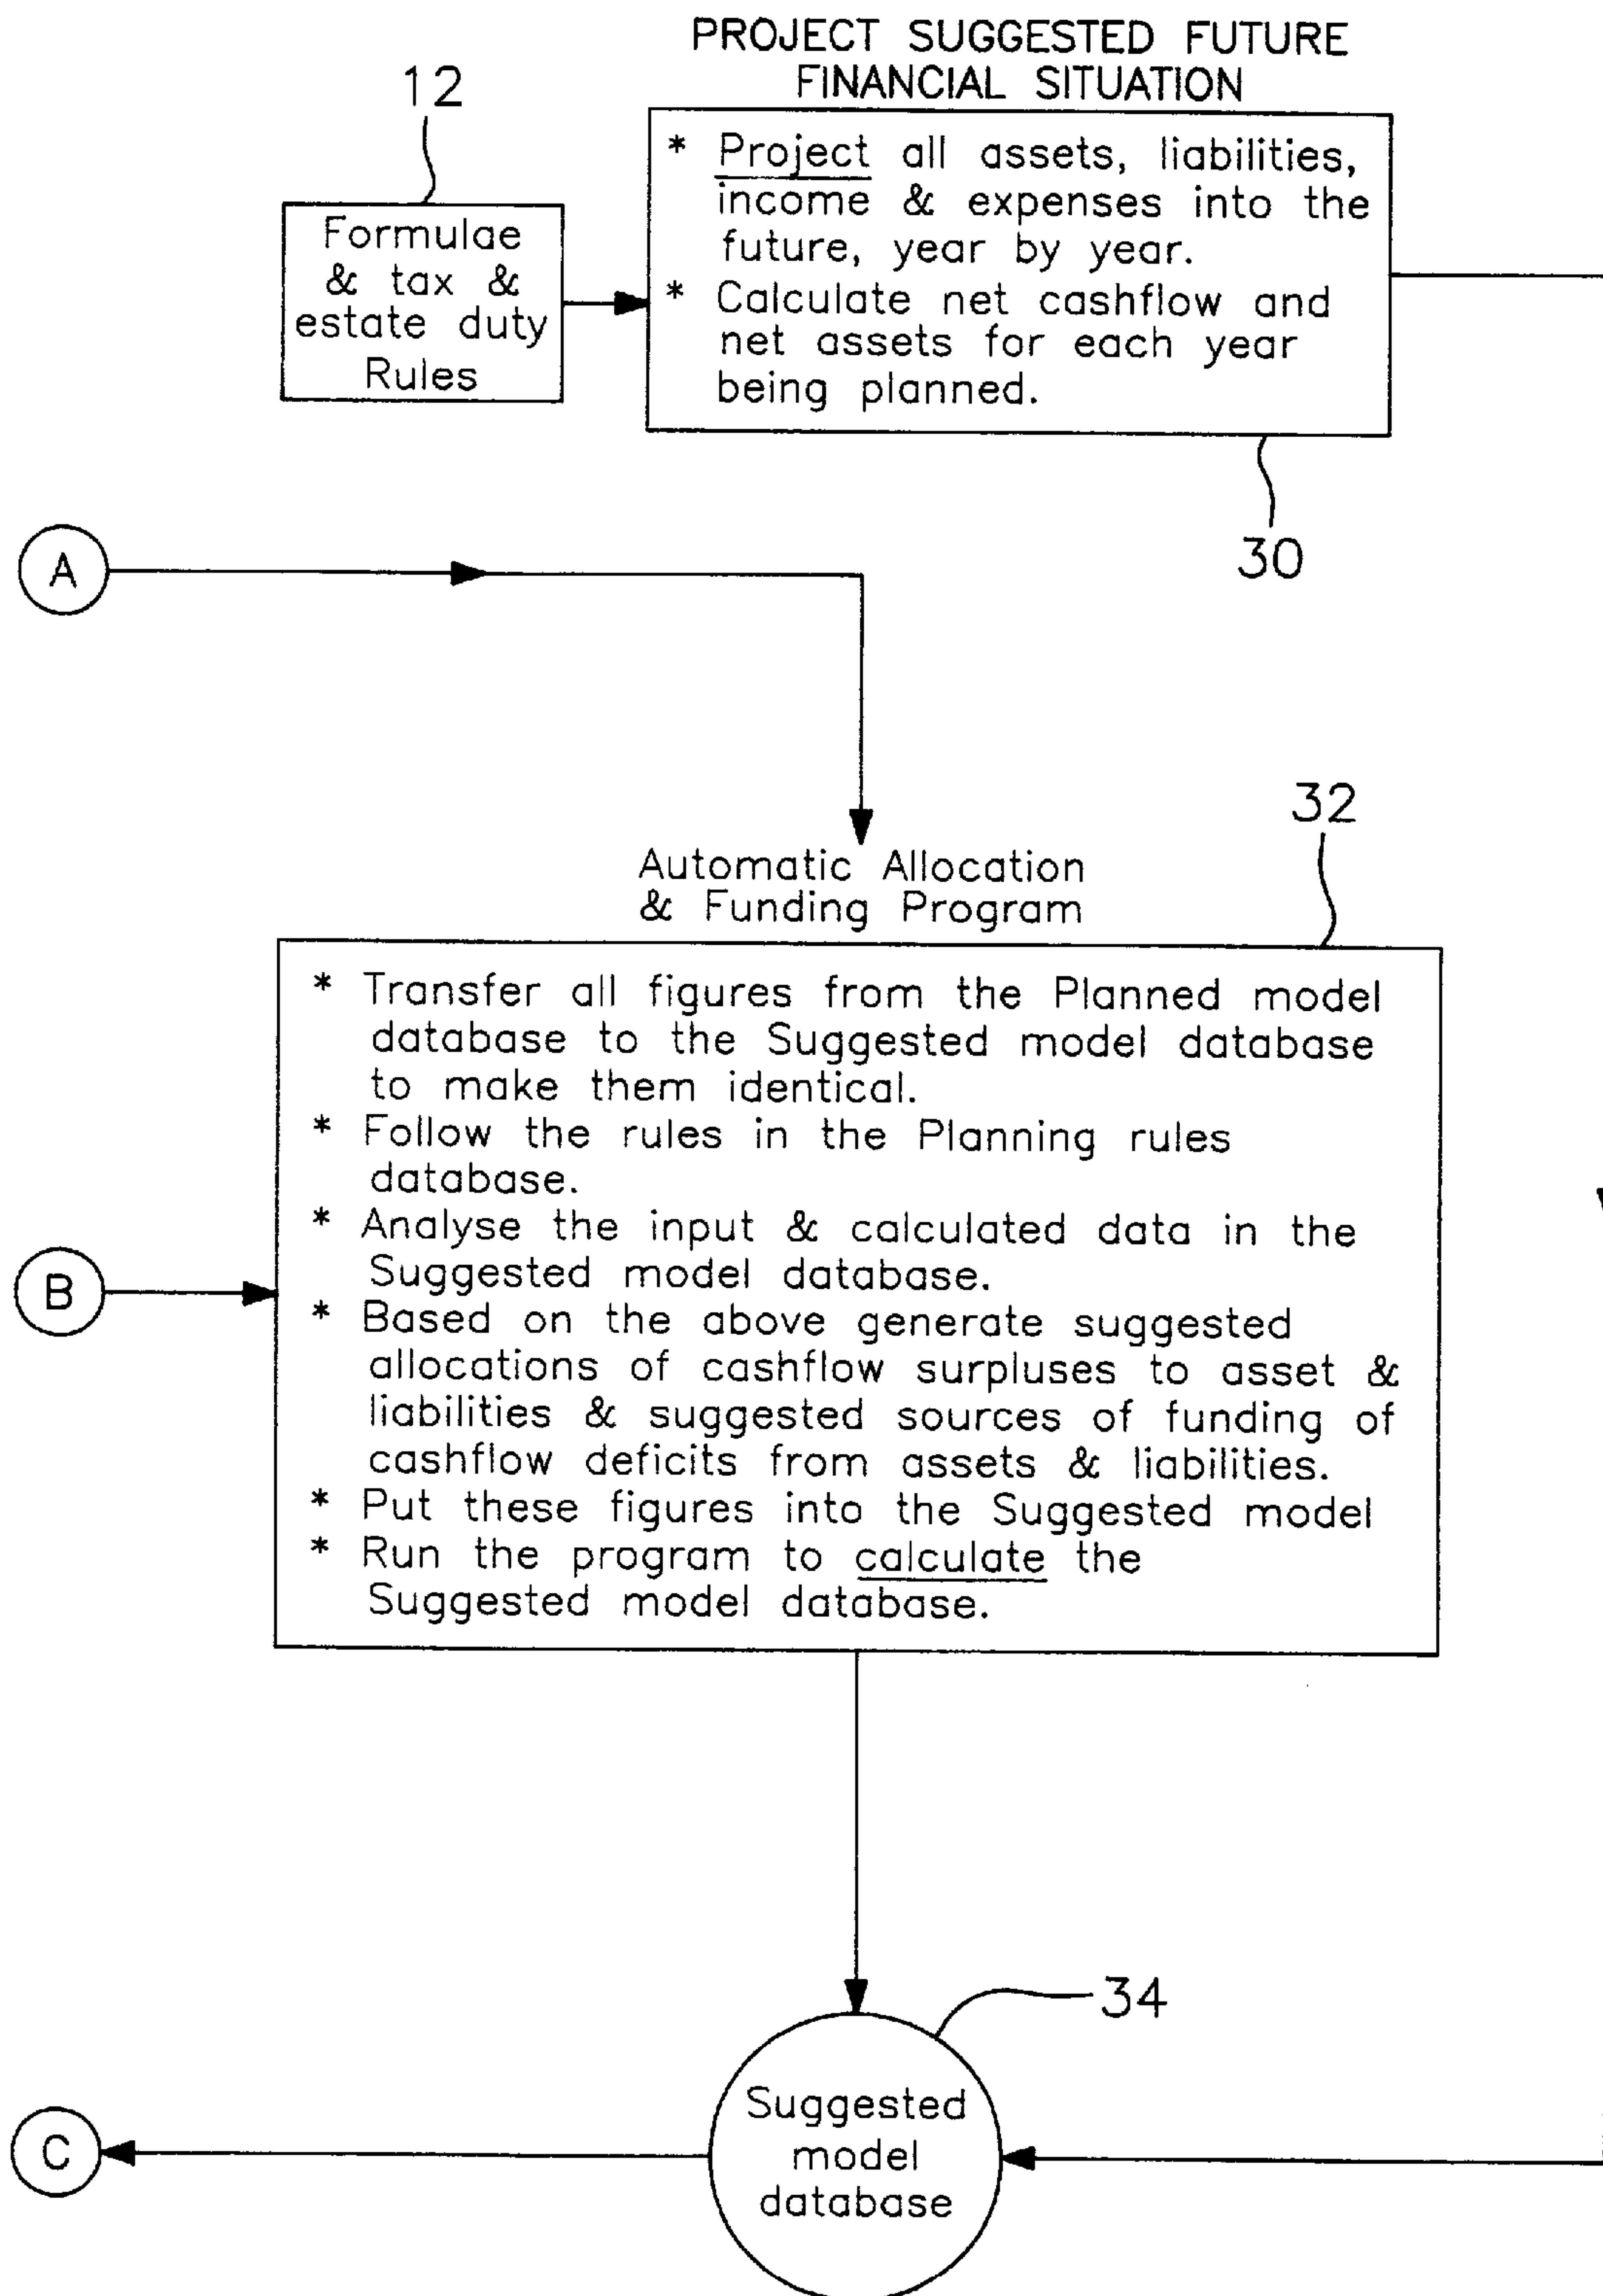 PROJECT SUGGESTED FUTURE
FINANCIAL SITUATION
12
Formulae
& tax &
estate duty
Rules
* Project all assets, liabilities,
income & expenses into the
future, year by year.
* Calculate net cashflow and
net assets for each year
being planned.
30
A
32
Automatic Allocation
& Funding Program
* Transfer all figures from the Planned model
database to the Suggested model database
to make them identical.
* Follow the rules in the Planning rules
database.
* Analyse the input & calculated data in the
Suggested model database.
* Based on the above generate suggested
allocations of cashflow surpluses to asset &
liabilities & suggested sources of funding of
cashflow deficits from assets & liabilities.
* Put these figures into the Suggested model
* Run the program to calculate the
Suggested model database.
B
34
Suggested
model
database
C